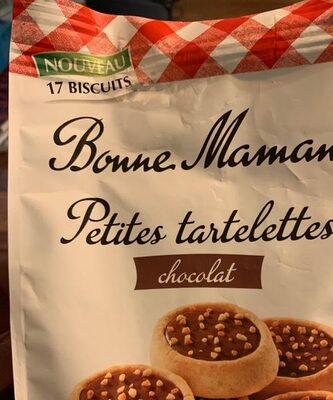 NOUVEAU
17 BISCUITS
Bonne Maman
Petites tartelettes
chocolat